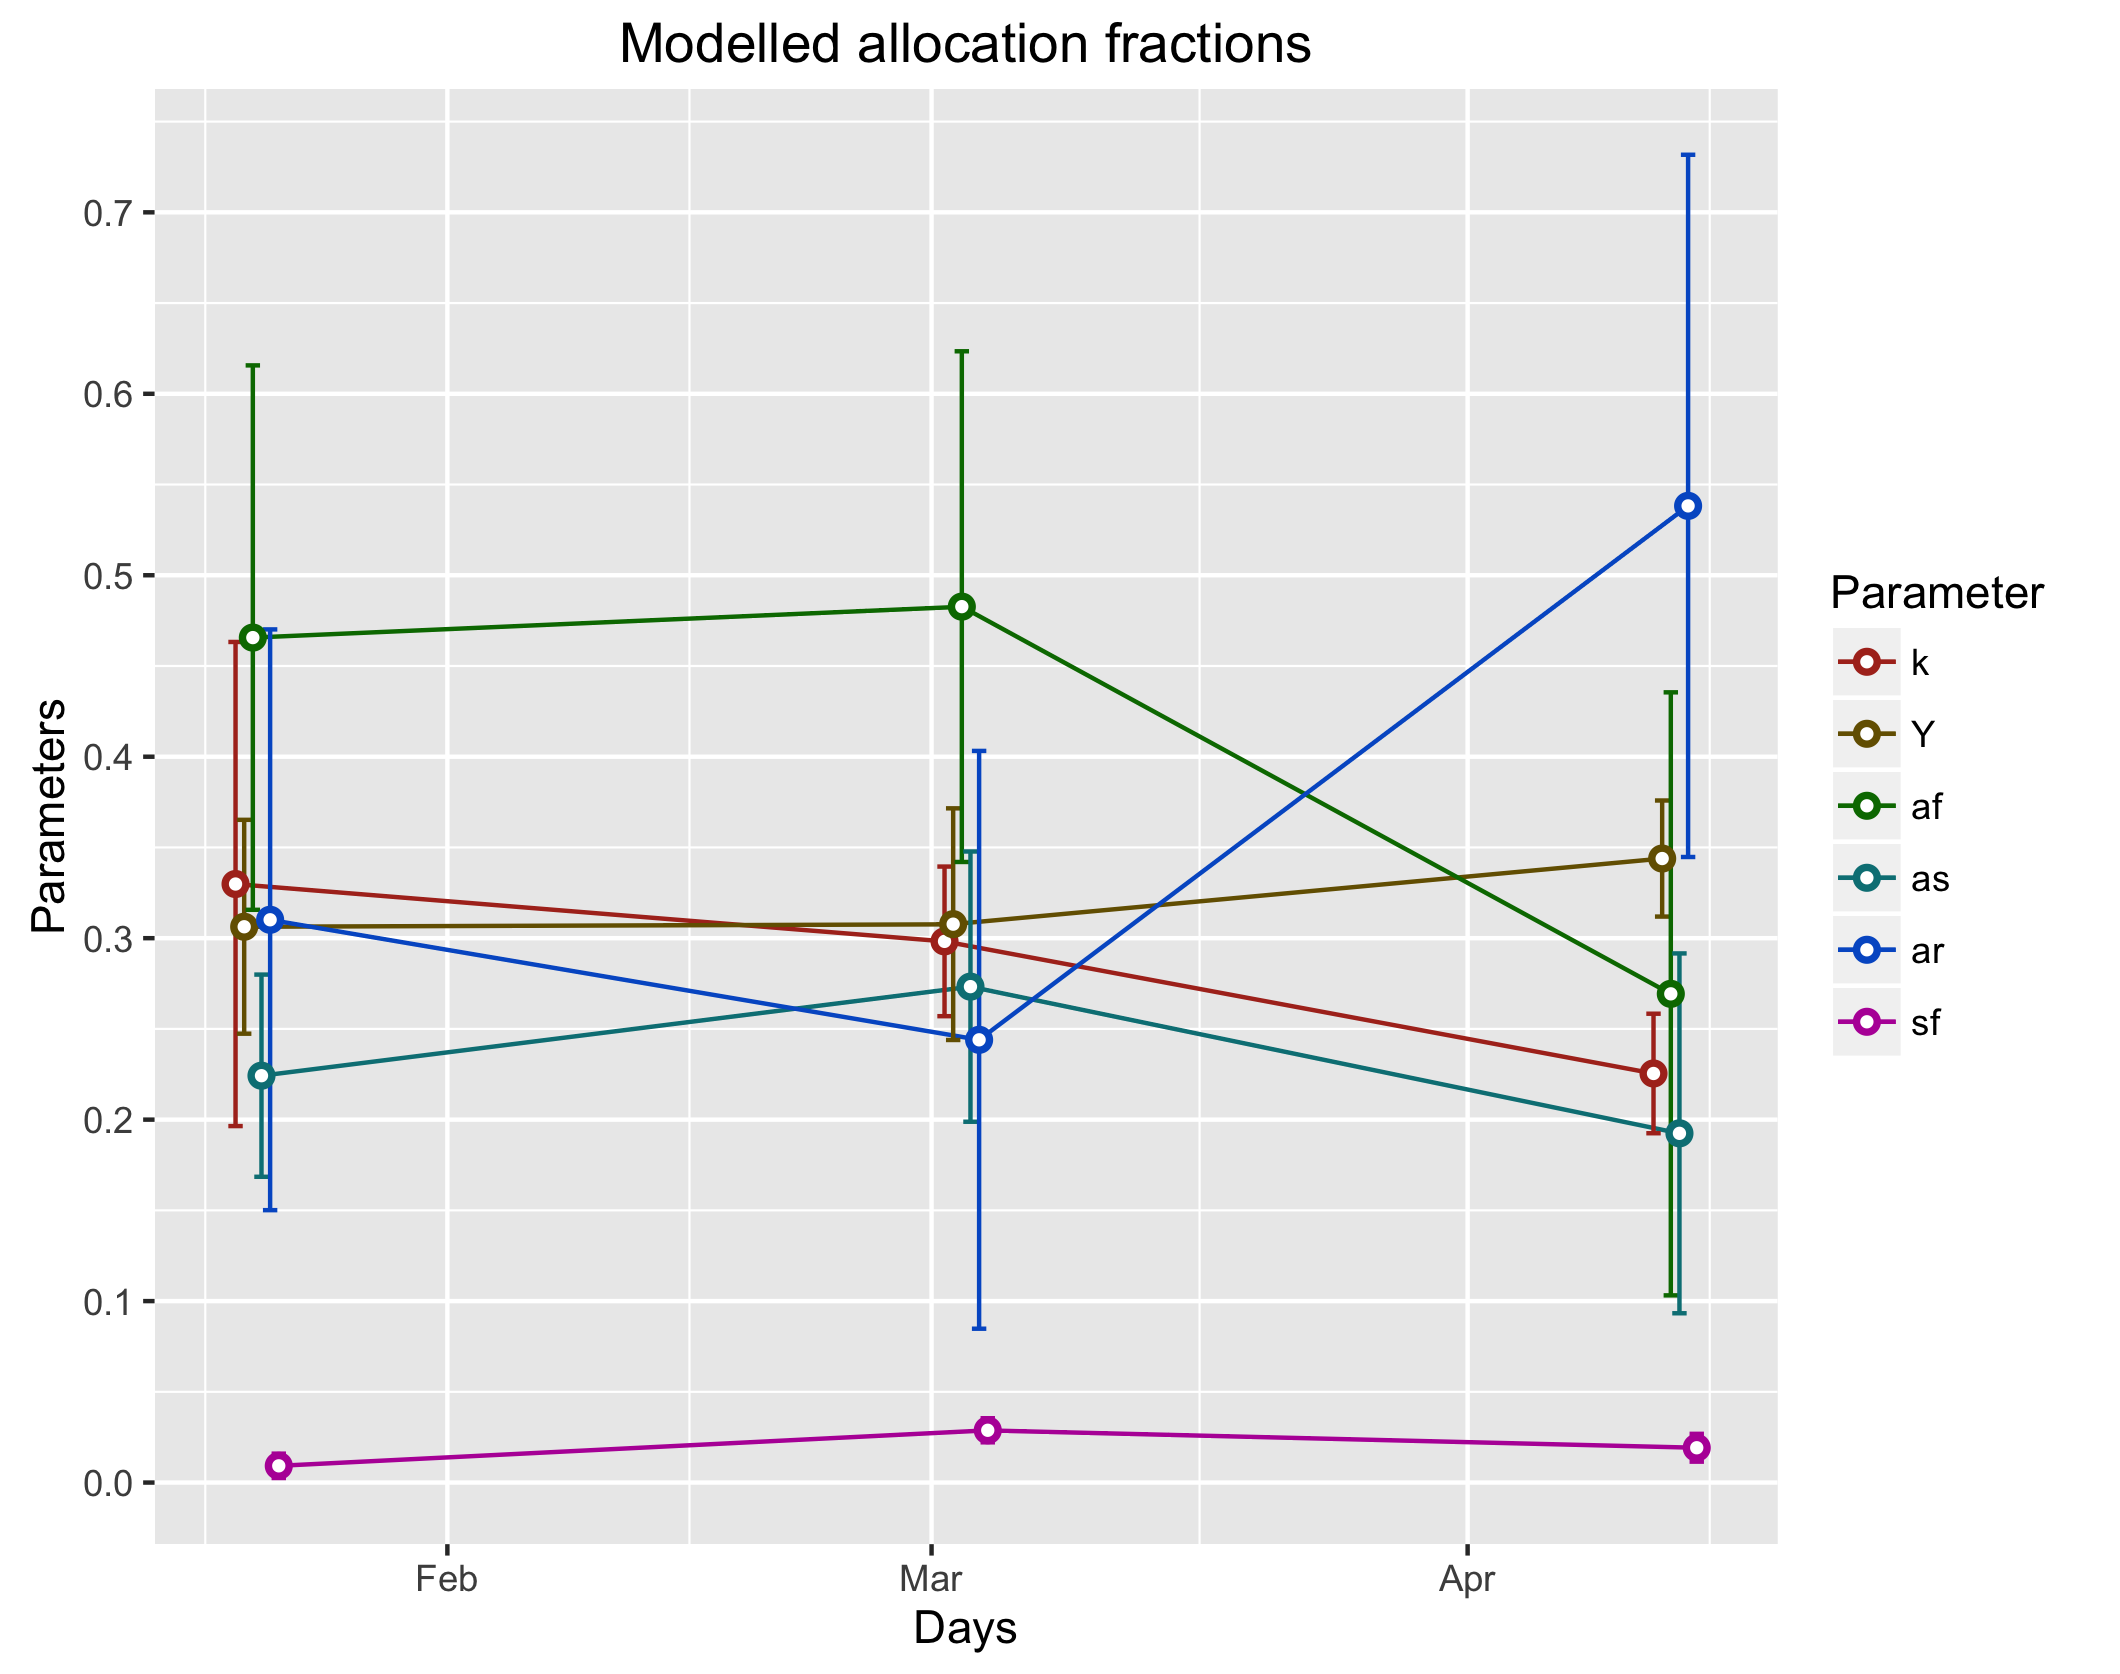 Modelled allocation fractions
0.7
0.6
0.5
0.4
0.3
0.2
0.1
0.0
Parameters
Feb Mar Apr
Days
Parameter
k
Y
af
as
ar
sf